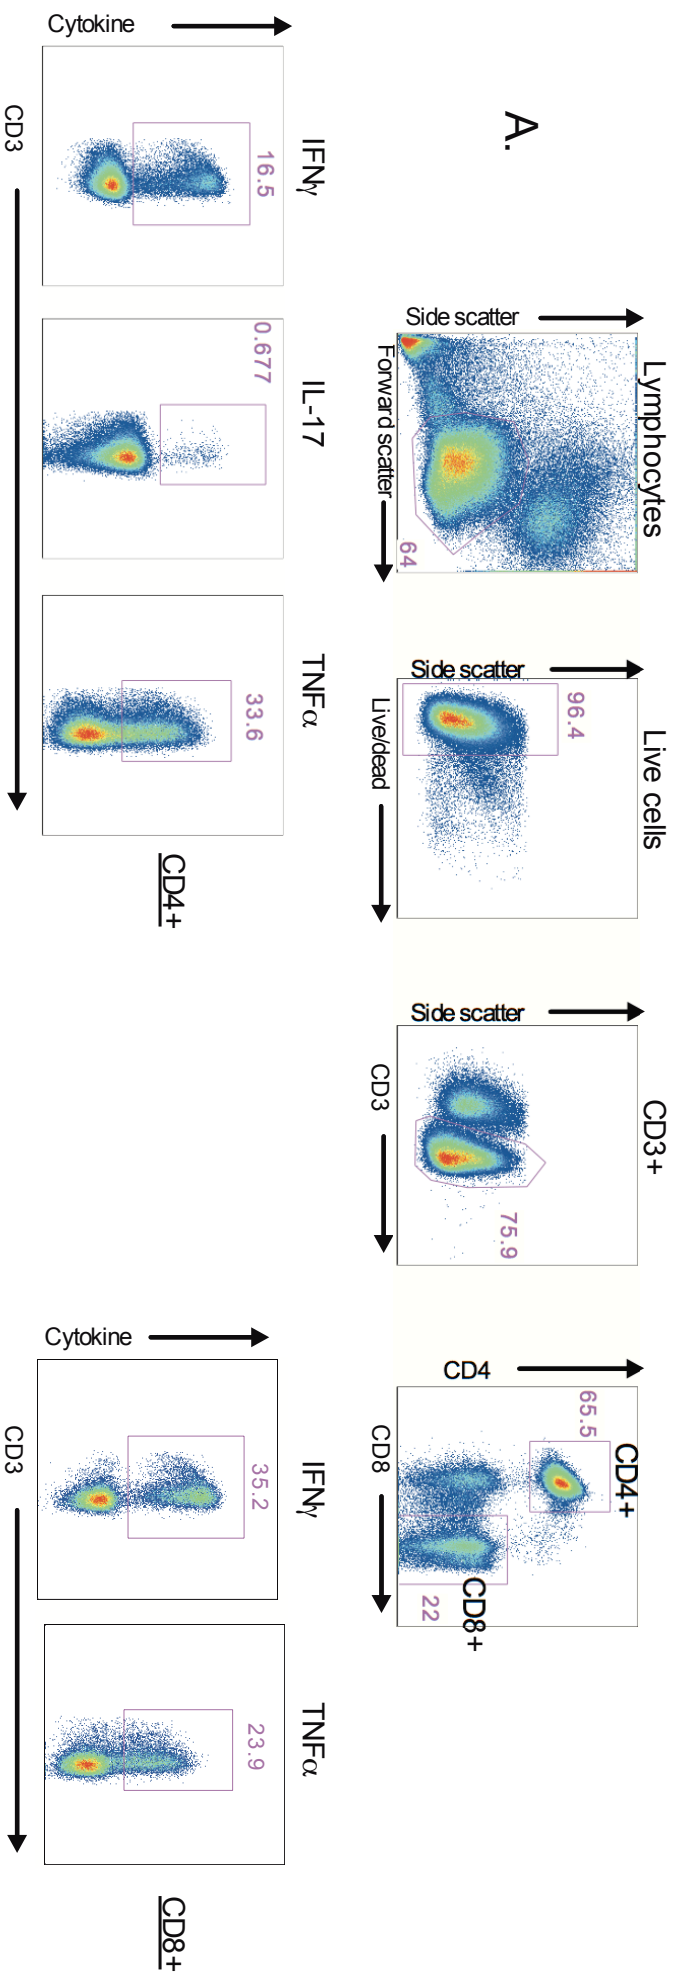 A.
Lymphocytes
Side scatter
Forward scatter
64
Live cells
Side scatter
Live/dead
96.4
CD3+
Side scatter
CD3
75.9
CD4
CD8
65.5
CD4+
CD8+
22
Cytokine
CD3
IFNγ
16.5
IL-17
0.677
TNFα
33.6
CD4+
Cytokine
CD3
IFNγ
35.2
TNFα
23.9
CD8+